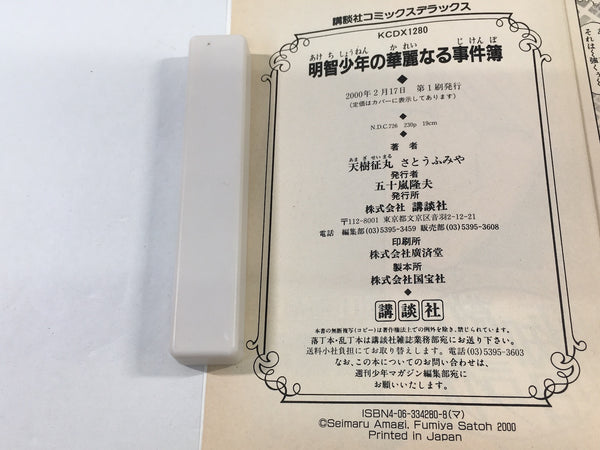 講談社コミックスデラックス
KCDX1280
あけちしょうねん かれい じけんぼ
明智少年の華麗なる事件簿
2000年2月17日 第1刷発行
(定価はカバーに表示してあります)
N.D.C.726 230p 19cm
著者
あまぎせいまる
天樹征丸 さとうふみや
発行者
五十嵐隆夫
発行所
株式会社 講談社
〒112-8001 東京都文京区音羽2-12-21
電話 編集部(03)5395-3459 販売部(03)5395-3608
印刷所
株式会社廣済堂
製本所
株式会社国宝社
講談社
本書の無断複写(コピー)は著作権法上での例外を除き、禁じられています。
落丁本・乱丁本は講談社雑誌業務部宛にお送り下さい。
送料小社負担にてお取り替えします。電話(03)5395-3603
なお、この本についてのお問い合わせは、
週刊少年マガジン編集部宛に
お願いいたします。
ISBN4-06-334280-8(マ)
©Seimaru Amagi, Fumiya Satoh 2000
Printed in Japan